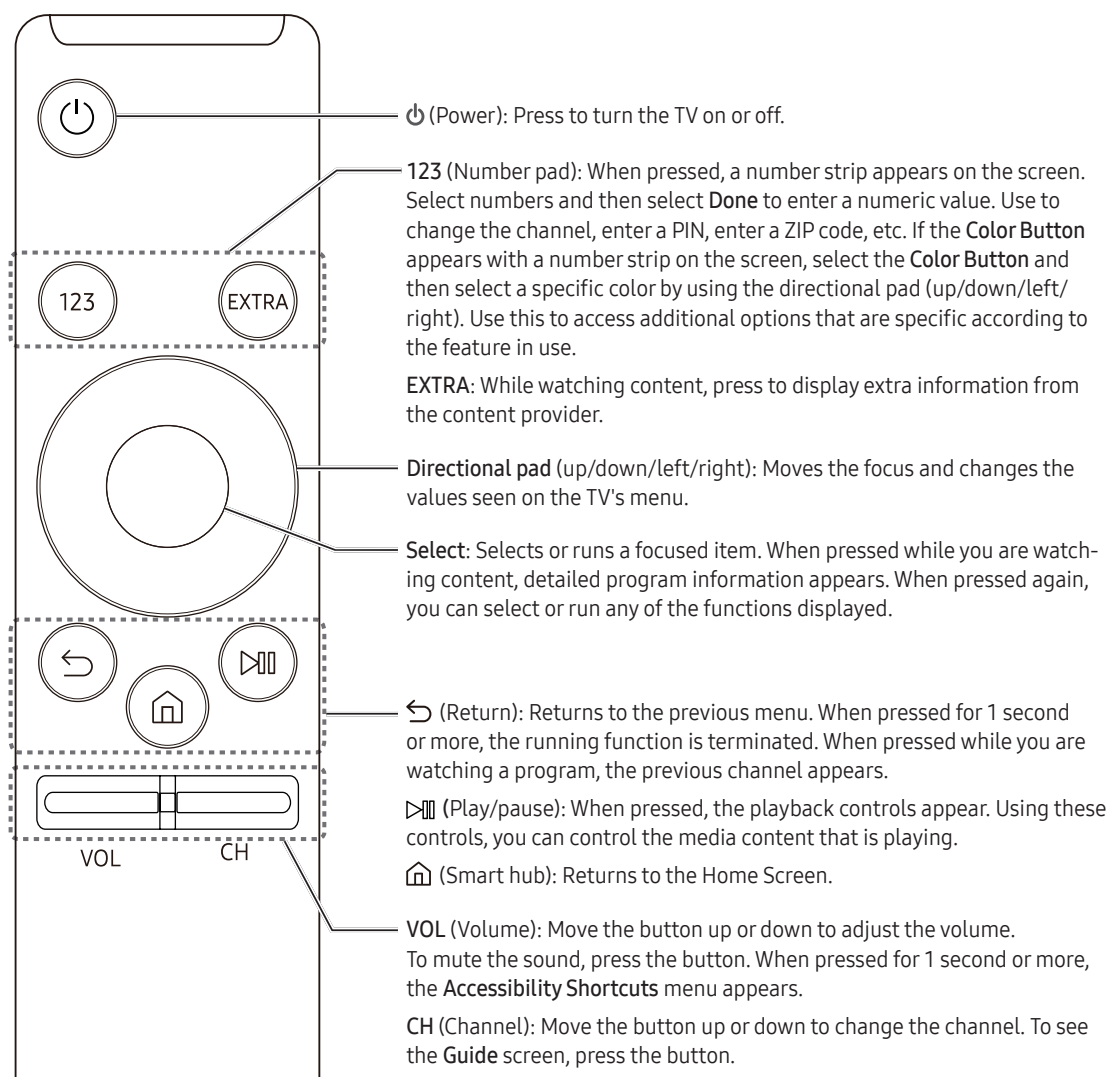 (Power): Press to turn the TV on or off.
123 (Number pad): When pressed, a number strip appears on the screen.
Select numbers and then select Done to enter a numeric value. Use to
change the channel, enter a PIN, enter a ZIP code, etc. If the Color Button
appears with a number strip on the screen, select the Color Button and
then select a specific color by using the directional pad (up/down/left/
right). Use this to access additional options that are specific according to
the feature in use.
123
EXTRA
EXTRA: While watching content, press to display extra information from
the content provider.
Directional pad (up/down/left/right): Moves the focus and changes the
values seen on the TV's menu.
Select: Selects or runs a focused item. When pressed while you are watch-
ing content, detailed program information appears. When pressed again,
you can select or run any of the functions displayed.
(Return): Returns to the previous menu. When pressed for 1 second
or more, the running function is terminated. When pressed while you are
watching a program, the previous channel appears.
(Play/pause): When pressed, the playback controls appear. Using these
controls, you can control the media content that is playing.
(Smart hub): Returns to the Home Screen.
VOL
CH
VOL (Volume): Move the button up or down to adjust the volume.
To mute the sound, press the button. When pressed for 1 second or more,
the Accessibility Shortcuts menu appears.
CH (Channel): Move the button up or down to change the channel. To see
the Guide screen, press the button.